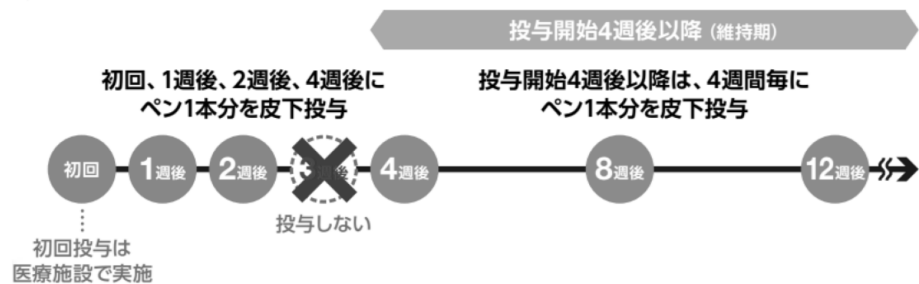 投与開始4週後以降（維持期）
初回、1週後、2週後、4週後に
ペン1本分を皮下投与
投与開始4週後以降は、4週間毎に
ペン1本分を皮下投与
初回
1週後
2週後
3週後
4週後
8週後
12週後
投与しない
初回投与は
医療施設で実施